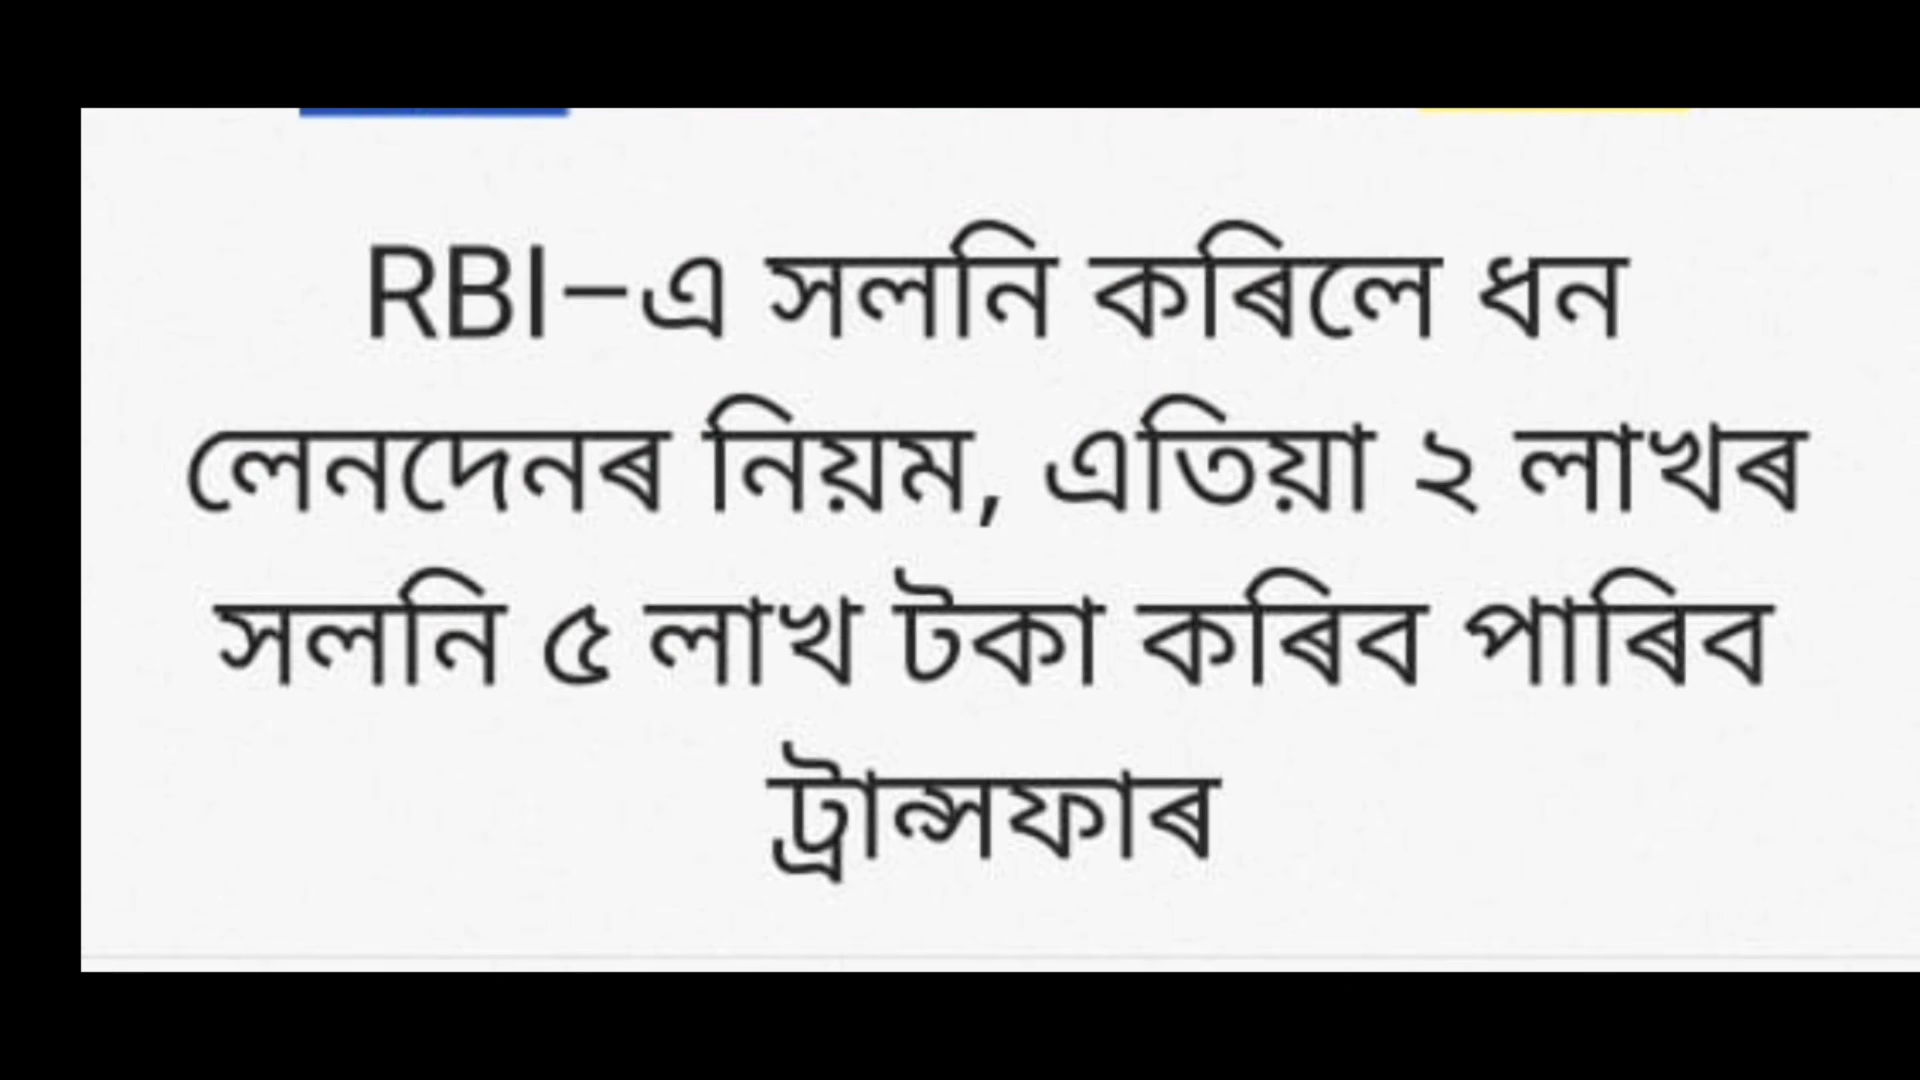 RBI–এ সলনি কৰিলে ধন
লেনদেনৰ নিয়ম, এতিয়া ২ লাখৰ
সলনি ৫ লাখ টকা কৰিব পাৰিব
ট্ৰান্সফাৰ